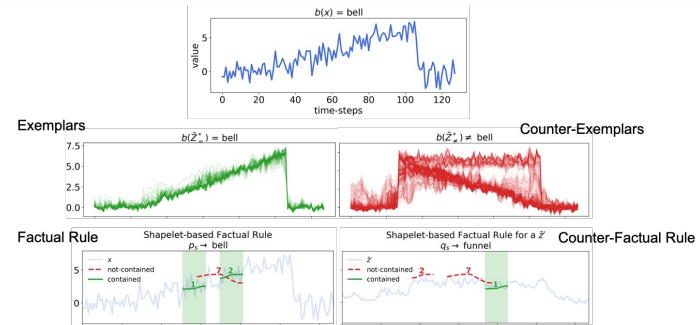 b(x) = bell
value
5
0
0 20 40 60 80 100 120
time-steps
Exemplars
Counter-Exemplars
b(Z̃*₌) = bell
b(Z̃*≠) ≠ bell
7.5
5.0
2.5
0.0
Factual Rule
Counter-Factual Rule
Shapelet-based Factual Rule
pₛ → bell
x
not-contained
contained
5
0
7 2
1
Shapelet-based Factual Rule for a z̃'
qₛ → funnel
z̃'
not-contained
contained
2 7
1